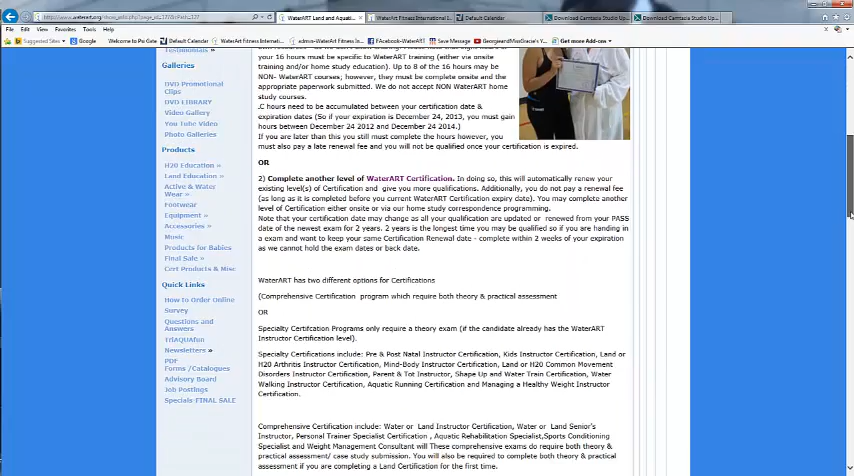 http://www.waterart.org/show_wiki.php?page_id=127&cPath=127
WaterART Land and Aquati...
WaterArt Fitness International I...
Default Calendar
Download Camtasia Studio Up...
Download Camtasia Studio Up...
File Edit View Favorites Tools Help
Suggested Sites
Google
Welcome to Psi Gate
Default Calendar
WaterArt Fitness Internation...
admin-WaterArt Fitness In...
Facebook-WaterART
Save Message
GeorgieandMaxGracie's Y...
Get more Add-ons
Testimonials »
Galleries
DVD Promotional
Clips
DVD LIBRARY
Video Gallery
You Tube Video
Photo Galleries
Products
H2O Education »
Land Education »
Active & Water
Wear »
Footwear
Equipment »
Accessories »
Music
Products for Babies
Final Sale »
Cert Products & Misc
Quick Links
How to Order Online
Survey
Questions and
Answers
TriAQUAfun
Newsletters »
PDF
Forms /Catalogues
Advisory Board
Job Postings
Specials-FINAL SALE
your 16 hours must be specific to WaterART training (either via onsite
training and/or home study education). Up to 8 of the 16 hours may be
NON- WaterART courses; however, they must be complete onsite and the
appropriate paperwork submitted. We do not accept NON WaterART home
study courses.
.C hours need to be accumulated between your certification date &
expiration dates (So if your expiration is December 24, 2013, you must gain
hours between December 24 2012 and December 24 2014.)
If you are later than this you still must complete the hours however, you
must also pay a late renewal fee and you will not be qualified once your certification is expired.
OR
2) Complete another level of WaterART Certification. In doing so, this will automatically renew your
existing level(s) of Certification and give you more qualifications. Additionally, you do not pay a renewal fee
(as long as it is completed before you current WaterART Certification expiry date). You may complete another
level of Certification either onsite or via our home study correspondence programming.
Note that your certification date may change as all your qualification are updated or renewed from your PASS
date of the newest exam for 2 years. 2 years is the longest time you may be qualified so if you are handing in
a exam and want to keep your same Certification Renewal date - complete within 2 weeks of your expiration
as we cannot hold the exam dates or back date.
WaterART has two different options for Certifications
(Comprehensive Certification program which require both theory & practical assessment
OR
Specialty Certifcation Programs only require a theory exam (if the candidate already has the WaterART
Instructor Certification level).
Specialty Certifications include: Pre & Post Natal Instructor Certification, Kids Instructor Certification, Land or
H2O Arthritis Instructor Certification, Mind-Body Instructor Certification, Land or H2O Common Movement
Disorders Instructor Certification, Parent & Tot Instructor, Shape Up and Water Train Certification, Water
Walking Instructor Certification, Aquatic Running Certification and Managing a Healthy Weight Instructor
Certification.
Comprehensive Certification include: Water or Land Instructor Certification, Water or Land Senior's
Instructor, Personal Trainer Specialist Certification , Aquatic Rehabilitation Specialist,Sports Conditioning
Specialist and Weight Management Consultant will These comprehensive exams do require both theory &
practical assessment/ case study submission. You will also be required to complete both theory & practical
assessment if you are completing a Land Certification for the first time.